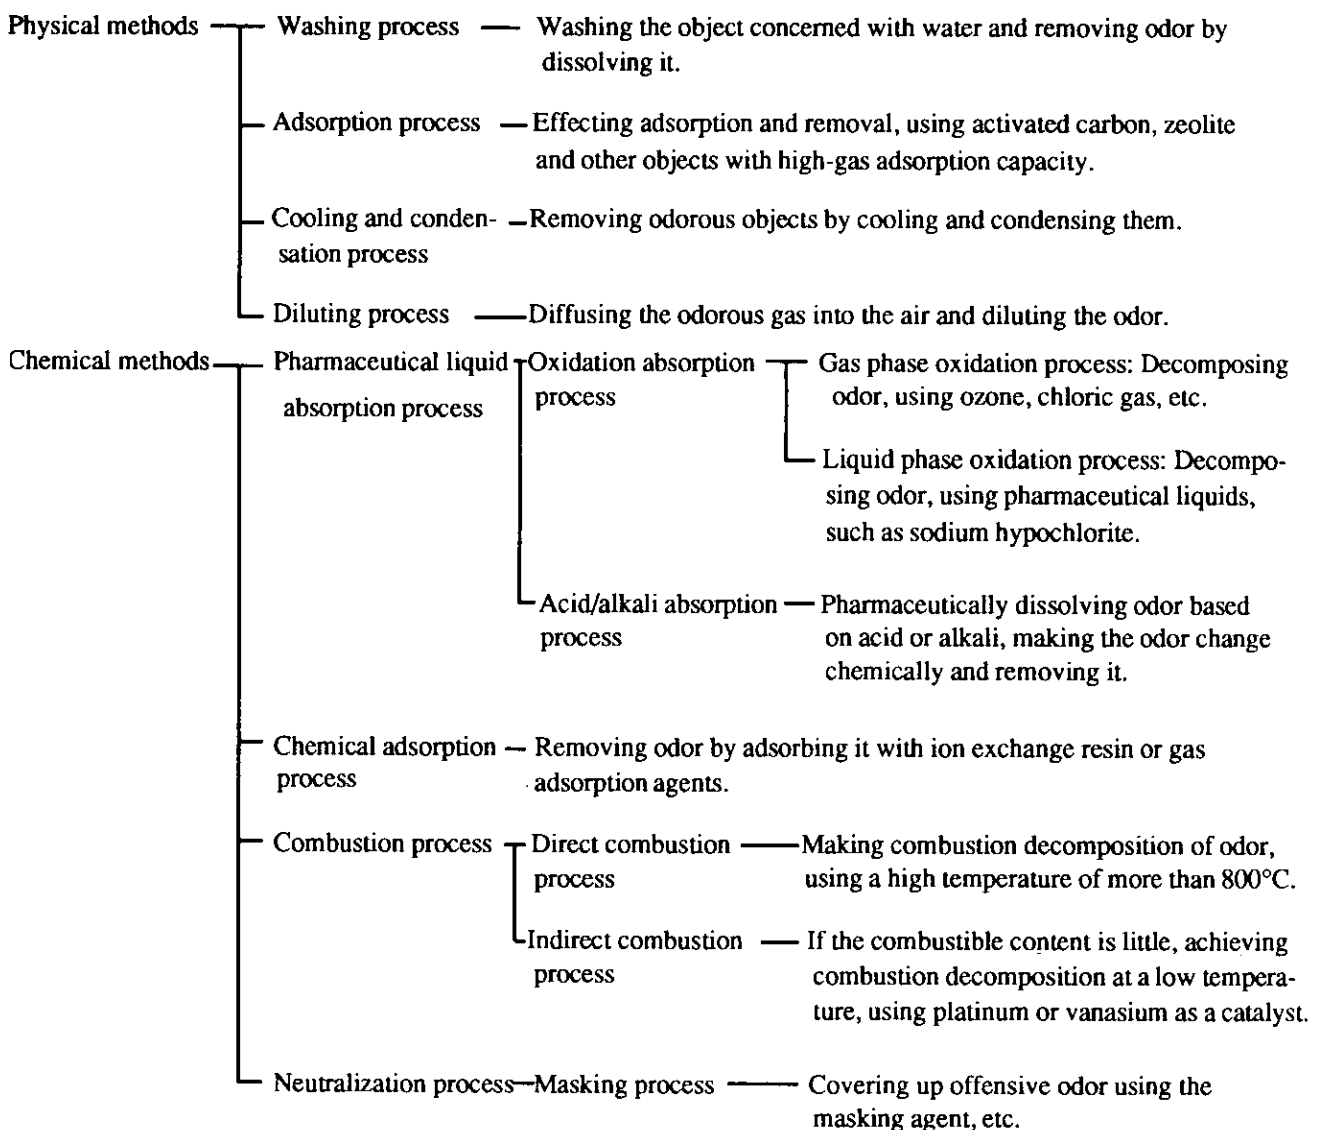 Physical methods Washing process Washing the object concerned with water and removing odor by
dissolving it.
Adsorption process Effecting adsorption and removal, using activated carbon, zeolite
and other objects with high-gas adsorption capacity.
Cooling and conden- Removing odorous objects by cooling and condensing them.
sation process
Diluting process Diffusing the odorous gas into the air and diluting the odor.
Chemical methods Pharmaceutical liquid Oxidation absorption Gas phase oxidation process: Decomposing
absorption process process odor, using ozone, chloric gas, etc.
Liquid phase oxidation process: Decompo-
sing odor, using pharmaceutical liquids,
such as sodium hypochlorite.
Acid/alkali absorption Pharmaceutically dissolving odor based
process on acid or alkali, making the odor change
chemically and removing it.
Chemical adsorption Removing odor by adsorbing it with ion exchange resin or gas
process adsorption agents.
Combustion process Direct combustion Making combustion decomposition of odor,
process using a high temperature of more than 800°C.
Indirect combustion If the combustible content is little, achieving
process combustion decomposition at a low tempera-
ture, using platinum or vanasium as a catalyst.
Neutralization process Masking process Covering up offensive odor using the
masking agent, etc.